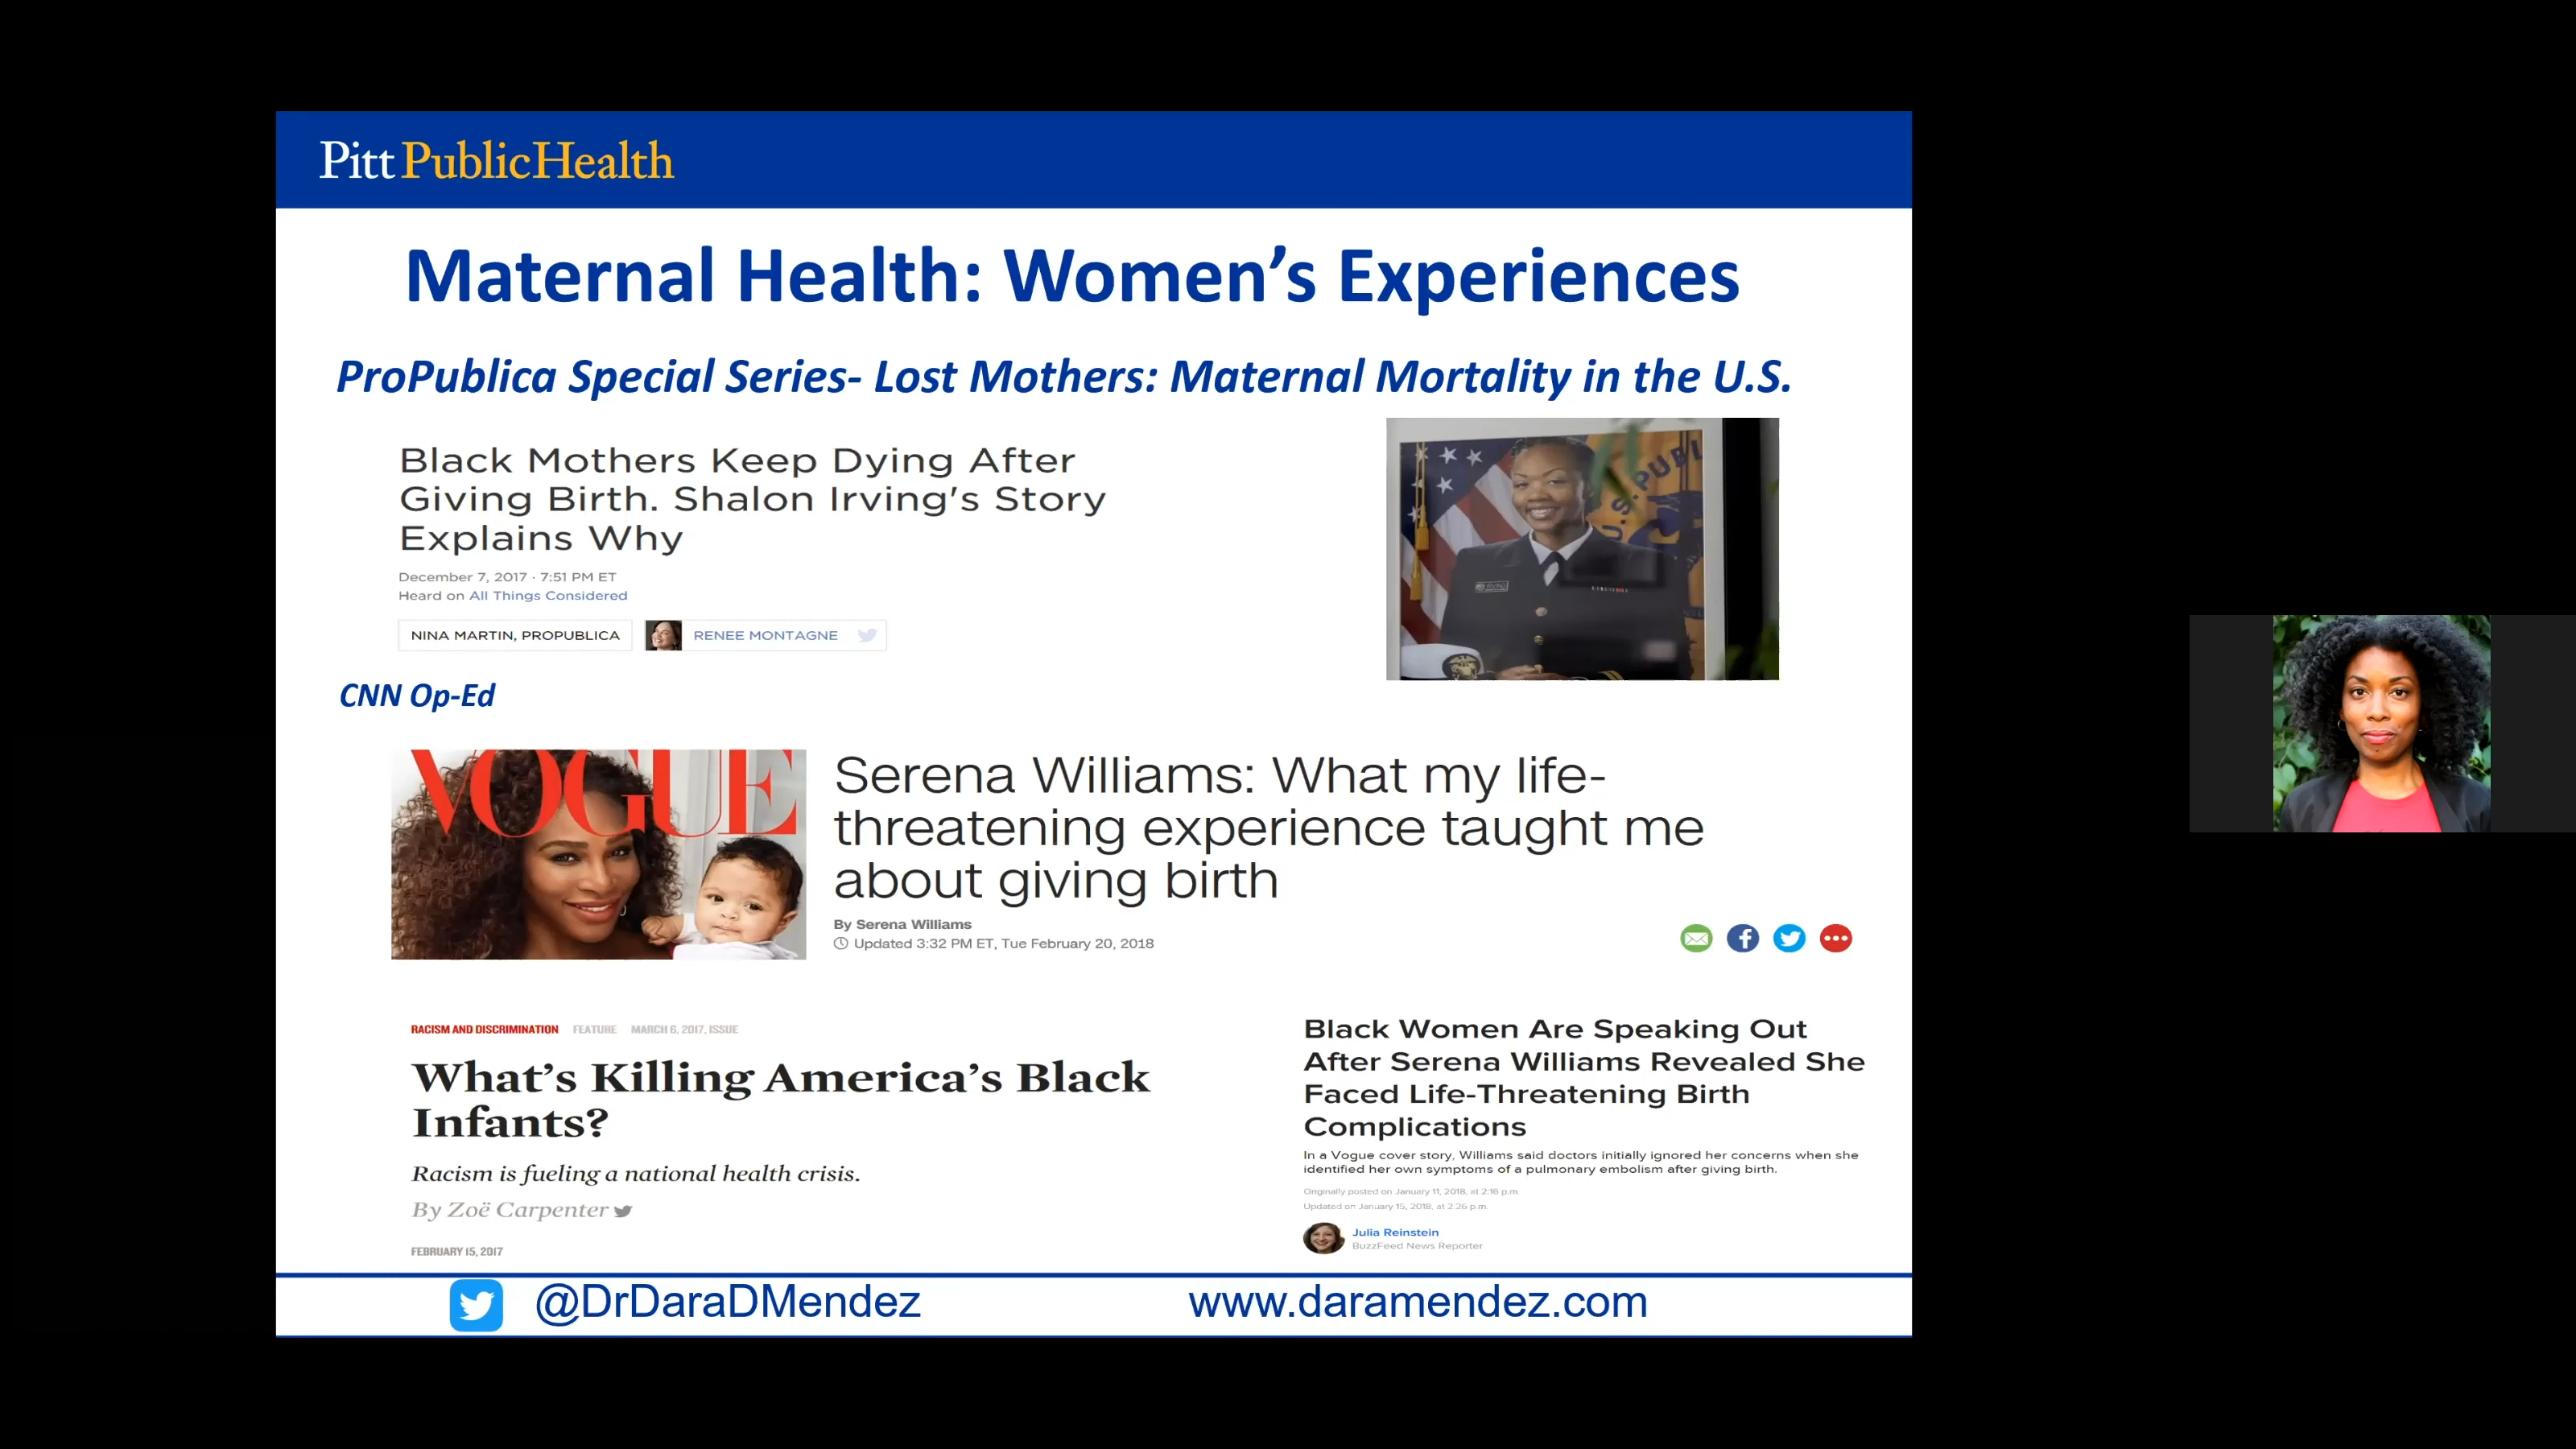 Pitt PublicHealth
Maternal Health: Women's Experiences
ProPublica Special Series- Lost Mothers: Maternal Mortality in the U.S.
Black Mothers Keep Dying After
Giving Birth. Shalon Irving's Story
Explains Why
December 7, 2017 · 7:51 PM ET
Heard on All Things Considered
NINA MARTIN, PROPUBLICA
RENEE MONTAGNE
U.S. PUBL
CNN Op-Ed
VOGUE
Serena Williams: What my life-
threatening experience taught me
about giving birth
By Serena Williams
Updated 3:32 PM ET, Tue February 20, 2018
RACISM AND DISCRIMINATION FEATURE MARCH 6, 2017, ISSUE
What's Killing America's Black
Infants?
Racism is fueling a national health crisis.
By Zoë Carpenter
FEBRUARY 15, 2017
Black Women Are Speaking Out
After Serena Williams Revealed She
Faced Life-Threatening Birth
Complications
In a Vogue cover story, Williams said doctors initially ignored her concerns when she
identified her own symptoms of a pulmonary embolism after giving birth.
Originally posted on January 11, 2018, at 2:16 p.m.
Updated on January 15, 2018, at 2:26 p.m.
Julia Reinstein
BuzzFeed News Reporter
@DrDaraDMendez
www.daramendez.com